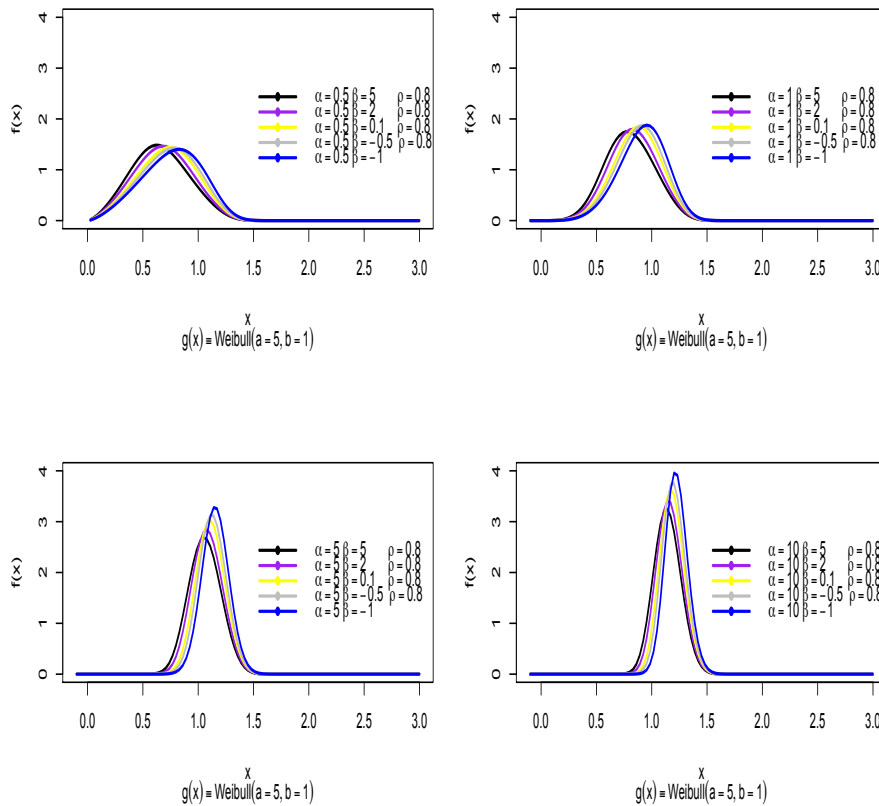 4
3
2
1
0
f(x)
α = 0.5 β = 5 ρ = 0.8
α = 0.5 β = 2 ρ = 0.8
α = 0.5 β = 0.1 ρ = 0.8
α = 0.5 β = −0.5 ρ = 0.8
α = 0.5 β = −1
0.0 0.5 1.0 1.5 2.0 2.5 3.0
x
g(x) ≡ Weibull(a = 5, b = 1)
4
3
2
1
0
f(x)
α = 1 β = 5 ρ = 0.8
α = 1 β = 2 ρ = 0.8
α = 1 β = 0.1 ρ = 0.8
α = 1 β = −0.5 ρ = 0.8
α = 1 β = −1
0.0 0.5 1.0 1.5 2.0 2.5 3.0
x
g(x) ≡ Weibull(a = 5, b = 1)
4
3
2
1
0
f(x)
α = 5 β = 5 ρ = 0.8
α = 5 β = 2 ρ = 0.8
α = 5 β = 0.1 ρ = 0.8
α = 5 β = −0.5 ρ = 0.8
α = 5 β = −1
0.0 0.5 1.0 1.5 2.0 2.5 3.0
x
g(x) ≡ Weibull(a = 5, b = 1)
4
3
2
1
0
f(x)
α = 10 β = 5 ρ = 0.8
α = 10 β = 2 ρ = 0.8
α = 10 β = 0.1 ρ = 0.8
α = 10 β = −0.5 ρ = 0.8
α = 10 β = −1
0.0 0.5 1.0 1.5 2.0 2.5 3.0
x
g(x) ≡ Weibull(a = 5, b = 1)